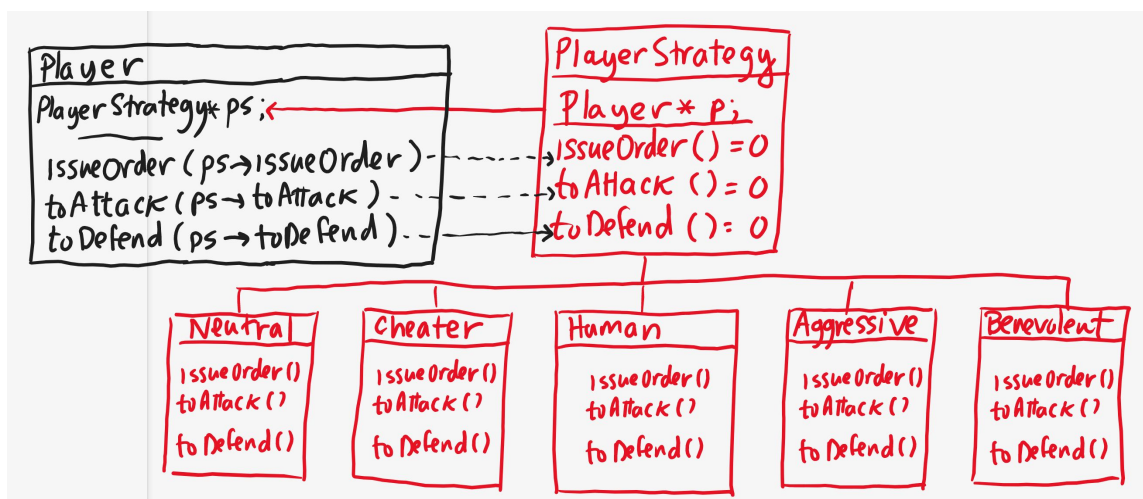 Player
PlayerStrategy* ps;
issueOrder (ps→issueOrder)
toAttack (ps→toAttack)
toDefend (ps→toDefend)
PlayerStrategy
Player* p;
issueOrder () = 0
toAttack () = 0
toDefend () = 0
Neutral
issueOrder()
toAttack()
toDefend()
Cheater
issueOrder()
toAttack()
toDefend()
Human
issueOrder()
toAttack()
toDefend()
Aggressive
issueOrder()
toAttack()
toDefend()
Benevolent
issueOrder()
toAttack()
toDefend()